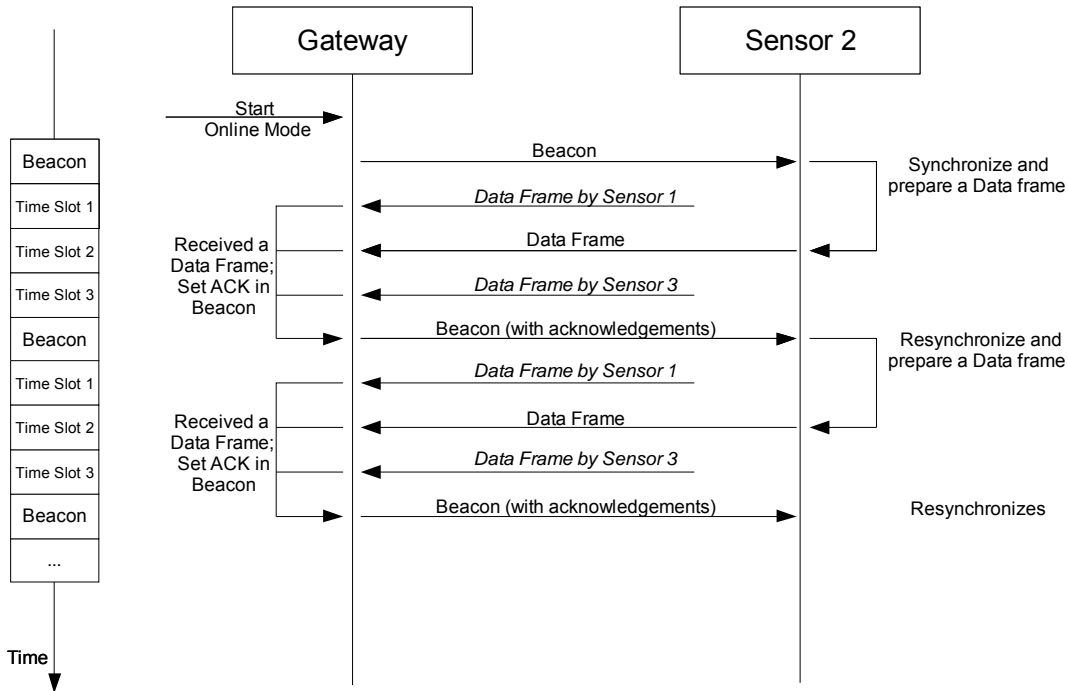 Gateway
Sensor 2
Start
Online Mode
Beacon
Beacon
Synchronize and
prepare a Data frame
Time Slot 1
Data Frame by Sensor 1
Time Slot 2
Data Frame
Received a
Data Frame;
Set ACK in
Beacon
Time Slot 3
Data Frame by Sensor 3
Beacon
Beacon (with acknowledgements)
Resynchronize and
prepare a Data frame
Time Slot 1
Data Frame by Sensor 1
Time Slot 2
Data Frame
Received a
Data Frame;
Set ACK in
Beacon
Time Slot 3
Data Frame by Sensor 3
Beacon
Beacon (with acknowledgements)
Resynchronizes
...
Time